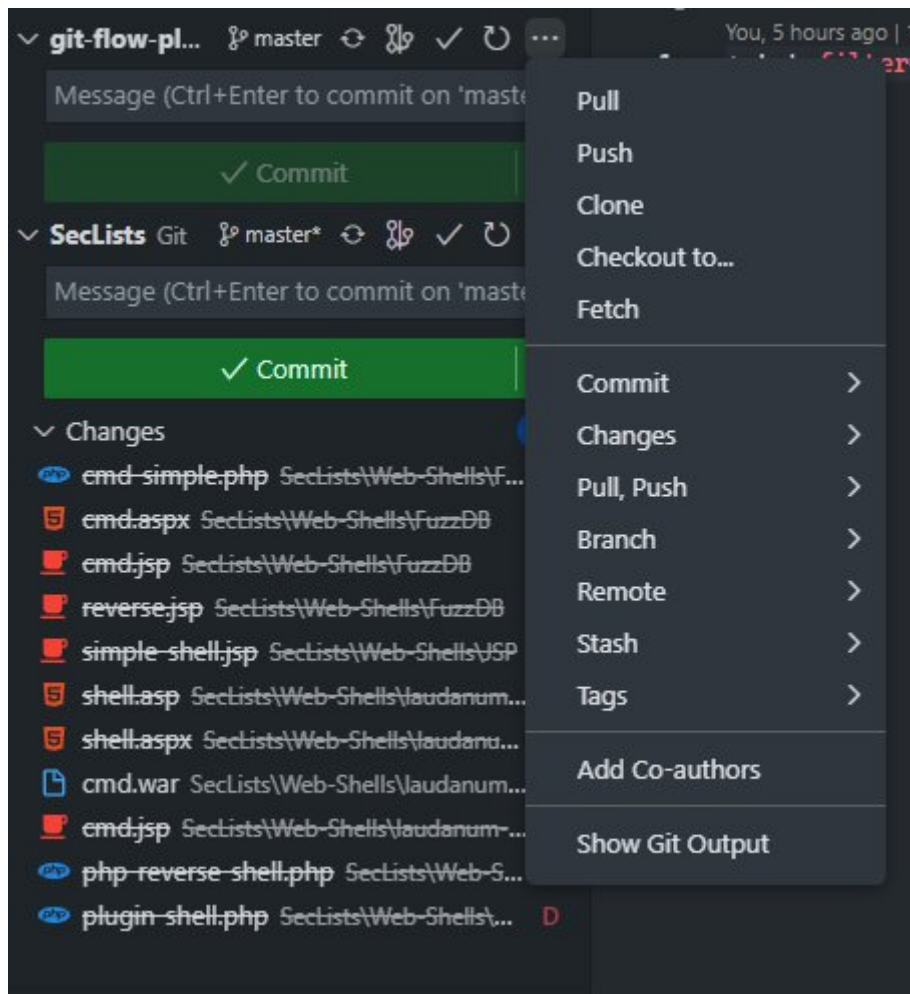 git-flow-pl... master
You, 5 hours ago |
Message (Ctrl+Enter to commit on 'maste
Commit
SecLists Git master*
Message (Ctrl+Enter to commit on 'maste
Commit
Changes
cmd-simple.php SecLists\Web-Shells\F...
cmd.aspx SecLists\Web-Shells\FuzzDB
cmd.jsp SecLists\Web-Shells\FuzzDB
reverse.jsp SecLists\Web-Shells\FuzzDB
simple-shell.jsp SecLists\Web-Shells\JSP
shell.asp SecLists\Web-Shells\laudanum...
shell.aspx SecLists\Web-Shells\laudanu...
cmd.war SecLists\Web-Shells\laudanum...
cmd.jsp SecLists\Web-Shells\laudanum-...
php-reverse-shell.php SecLists\Web-S...
plugin-shell.php SecLists\Web-Shells\... D
Pull
Push
Clone
Checkout to...
Fetch
Commit
Changes
Pull, Push
Branch
Remote
Stash
Tags
Add Co-authors
Show Git Output